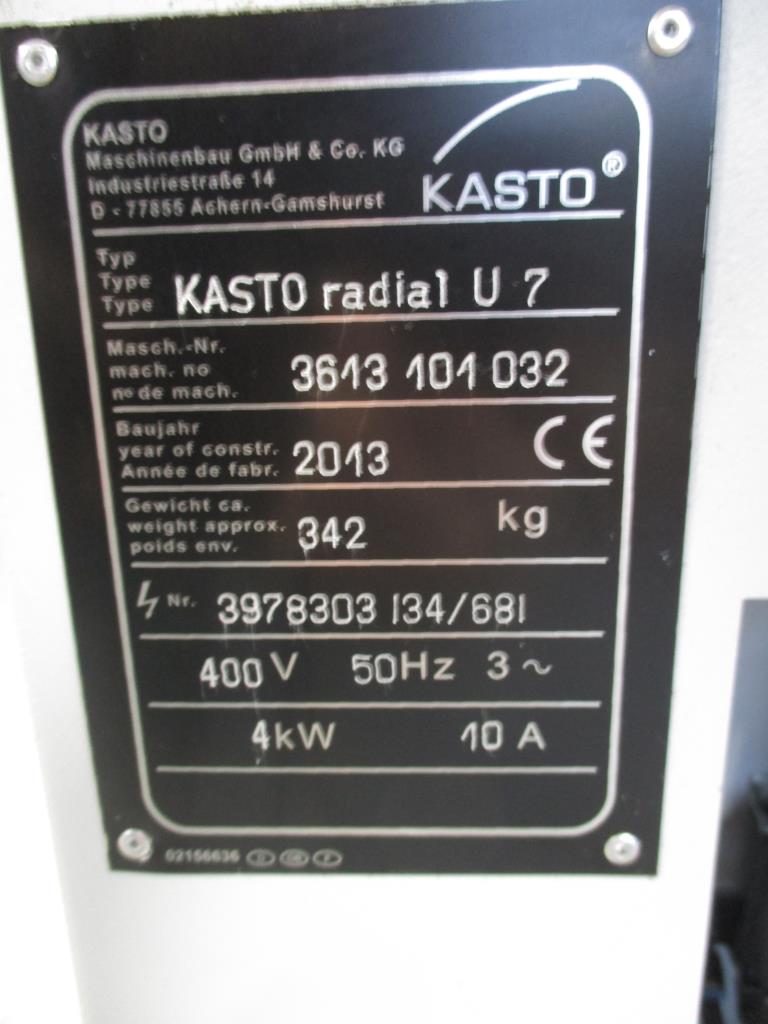 KASTO
Maschinenbau GmbH & Co. KG
Industriestraße 14
D - 77855 Achern-Gamshurst
KASTO®
Typ
Type
Type
KASTO radial U 7
Masch.-Nr.
mach. no
no de mach.
3613 101 032
Baujahr
year of constr.
Année de fabr.
2013
CE
Gewicht ca.
weight approx.
poids env.
342
kg
Nr. 3978303 134/681
400 V 50Hz 3 ~
4kW 10 A
02156636 D GB F